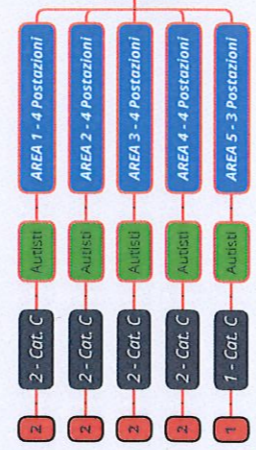 AREA 1 - 4 Postazioni
Autisti
2 - Cat. C
2
AREA 2 - 4 Postazioni
Autisti
2 - Cat. C
2
AREA 3 - 4 Postazioni
Autisti
2 - Cat. C
2
AREA 4 - 4 Postazioni
Autisti
2 - Cat. C
2
AREA 5 - 3 Postazioni
Autisti
1 - Cat. C
1